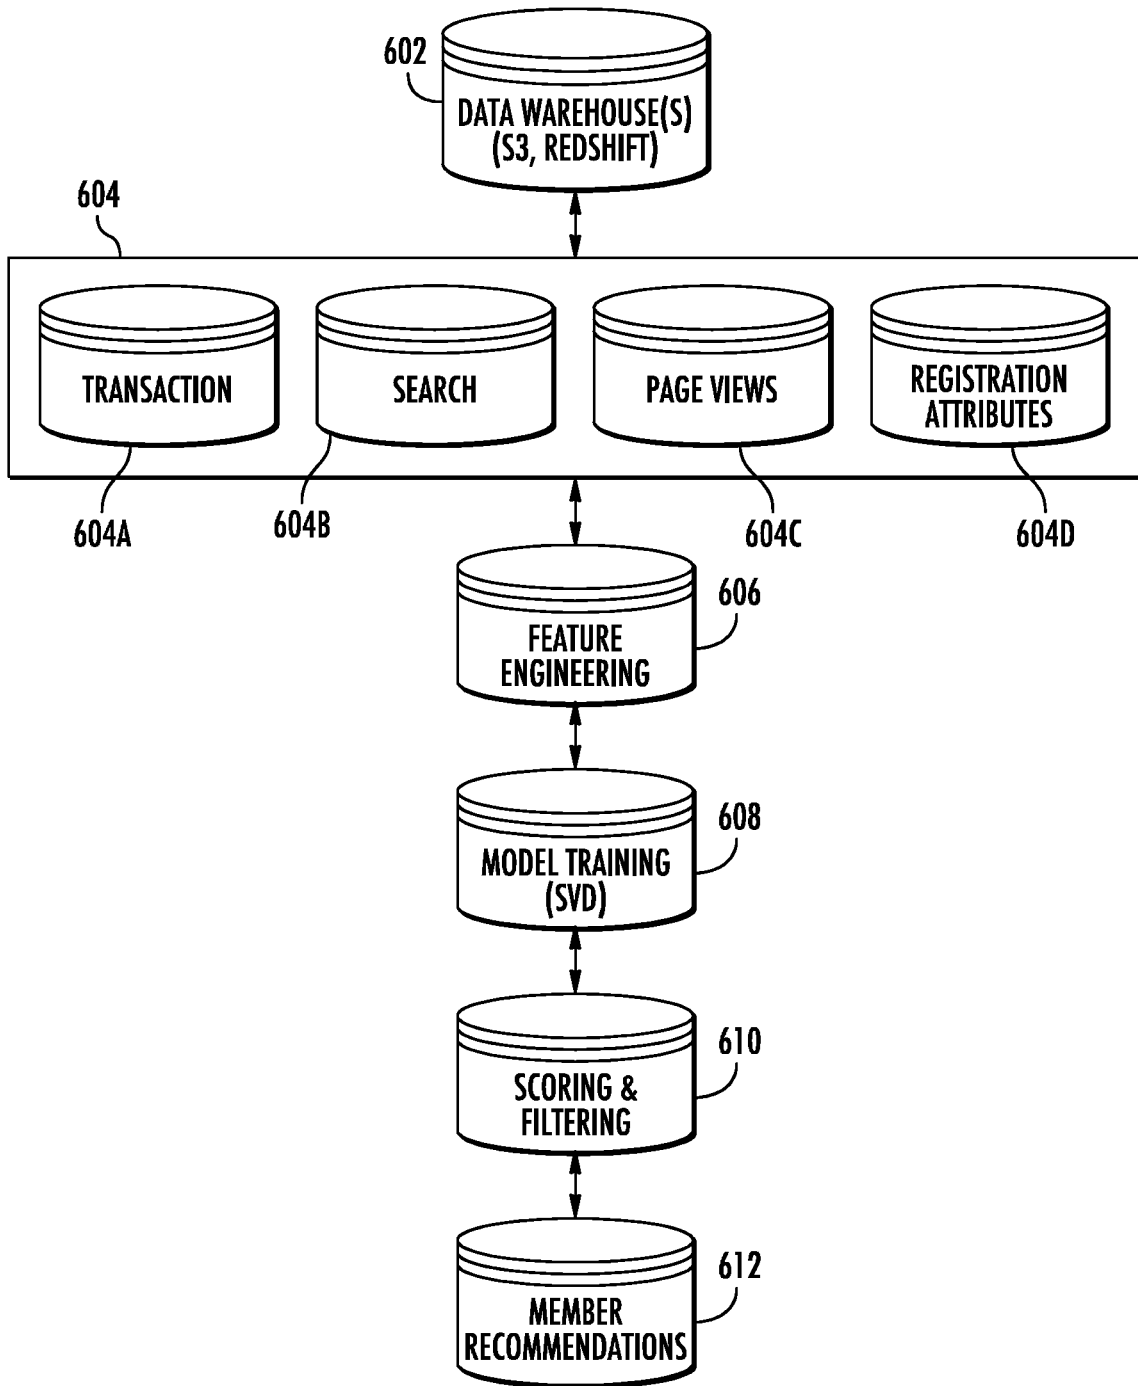 602
DATA WAREHOUSE(S)
(S3, REDSHIFT)
604
TRANSACTION
SEARCH
PAGE VIEWS
REGISTRATION
ATTRIBUTES
604A
604B
604C
604D
606
FEATURE
ENGINEERING
608
MODEL TRAINING
(SVD)
610
SCORING &
FILTERING
612
MEMBER
RECOMMENDATIONS